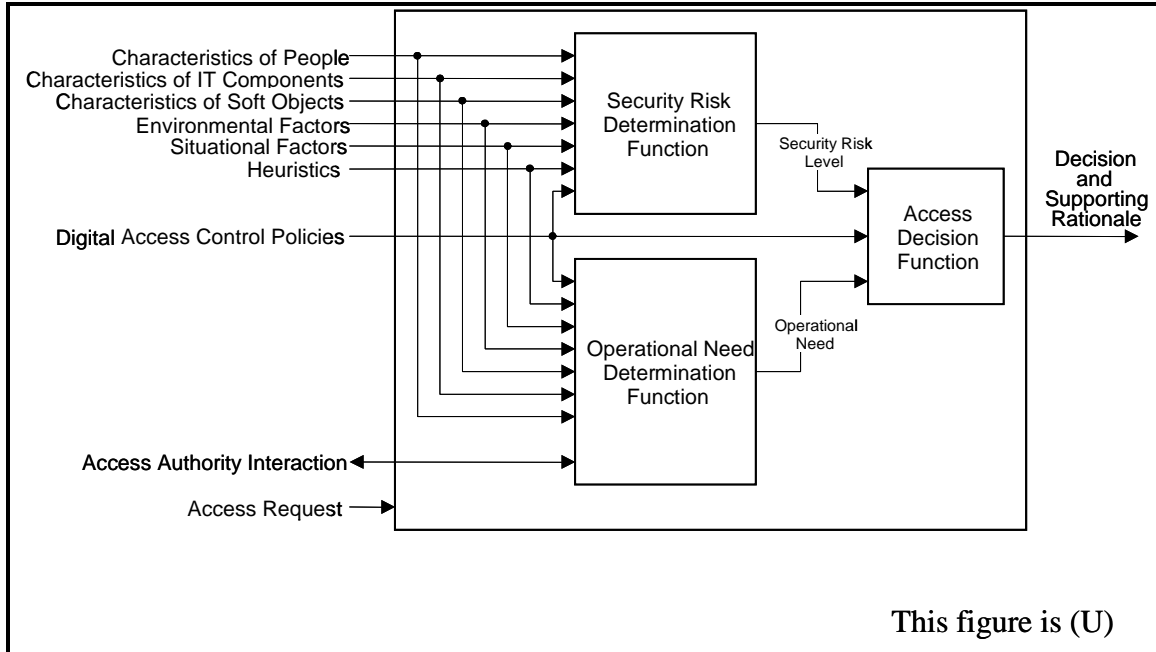 Characteristics of People
Characteristics of IT Components
Characteristics of Soft Objects
Environmental Factors
Situational Factors
Heuristics
Digital Access Control Policies
Access Authority Interaction
Access Request
Security Risk
Determination
Function
Security Risk
Level
Operational Need
Determination
Function
Operational
Need
Access
Decision
Function
Decision
and
Supporting
Rationale
This figure is (U)